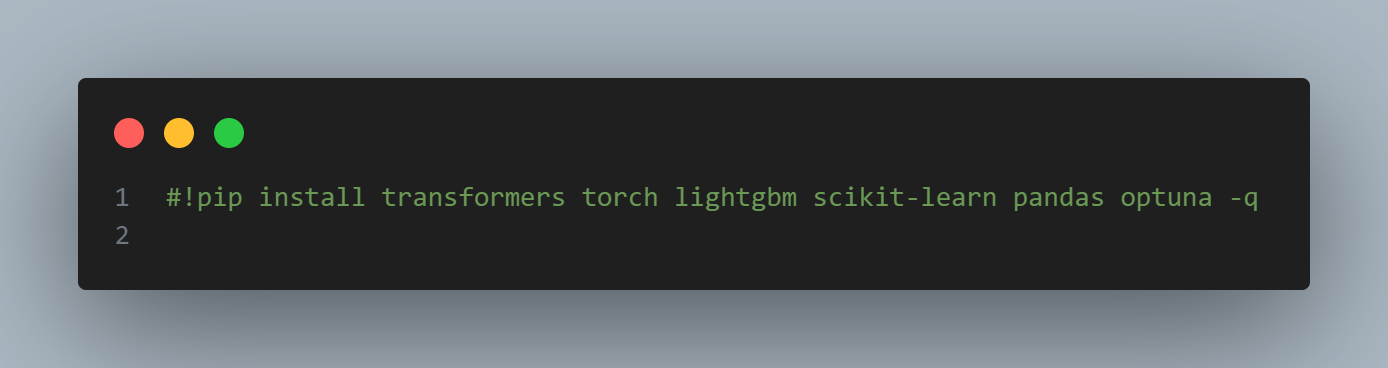 1 #!pip install transformers torch lightgbm scikit-learn pandas optuna -q
2